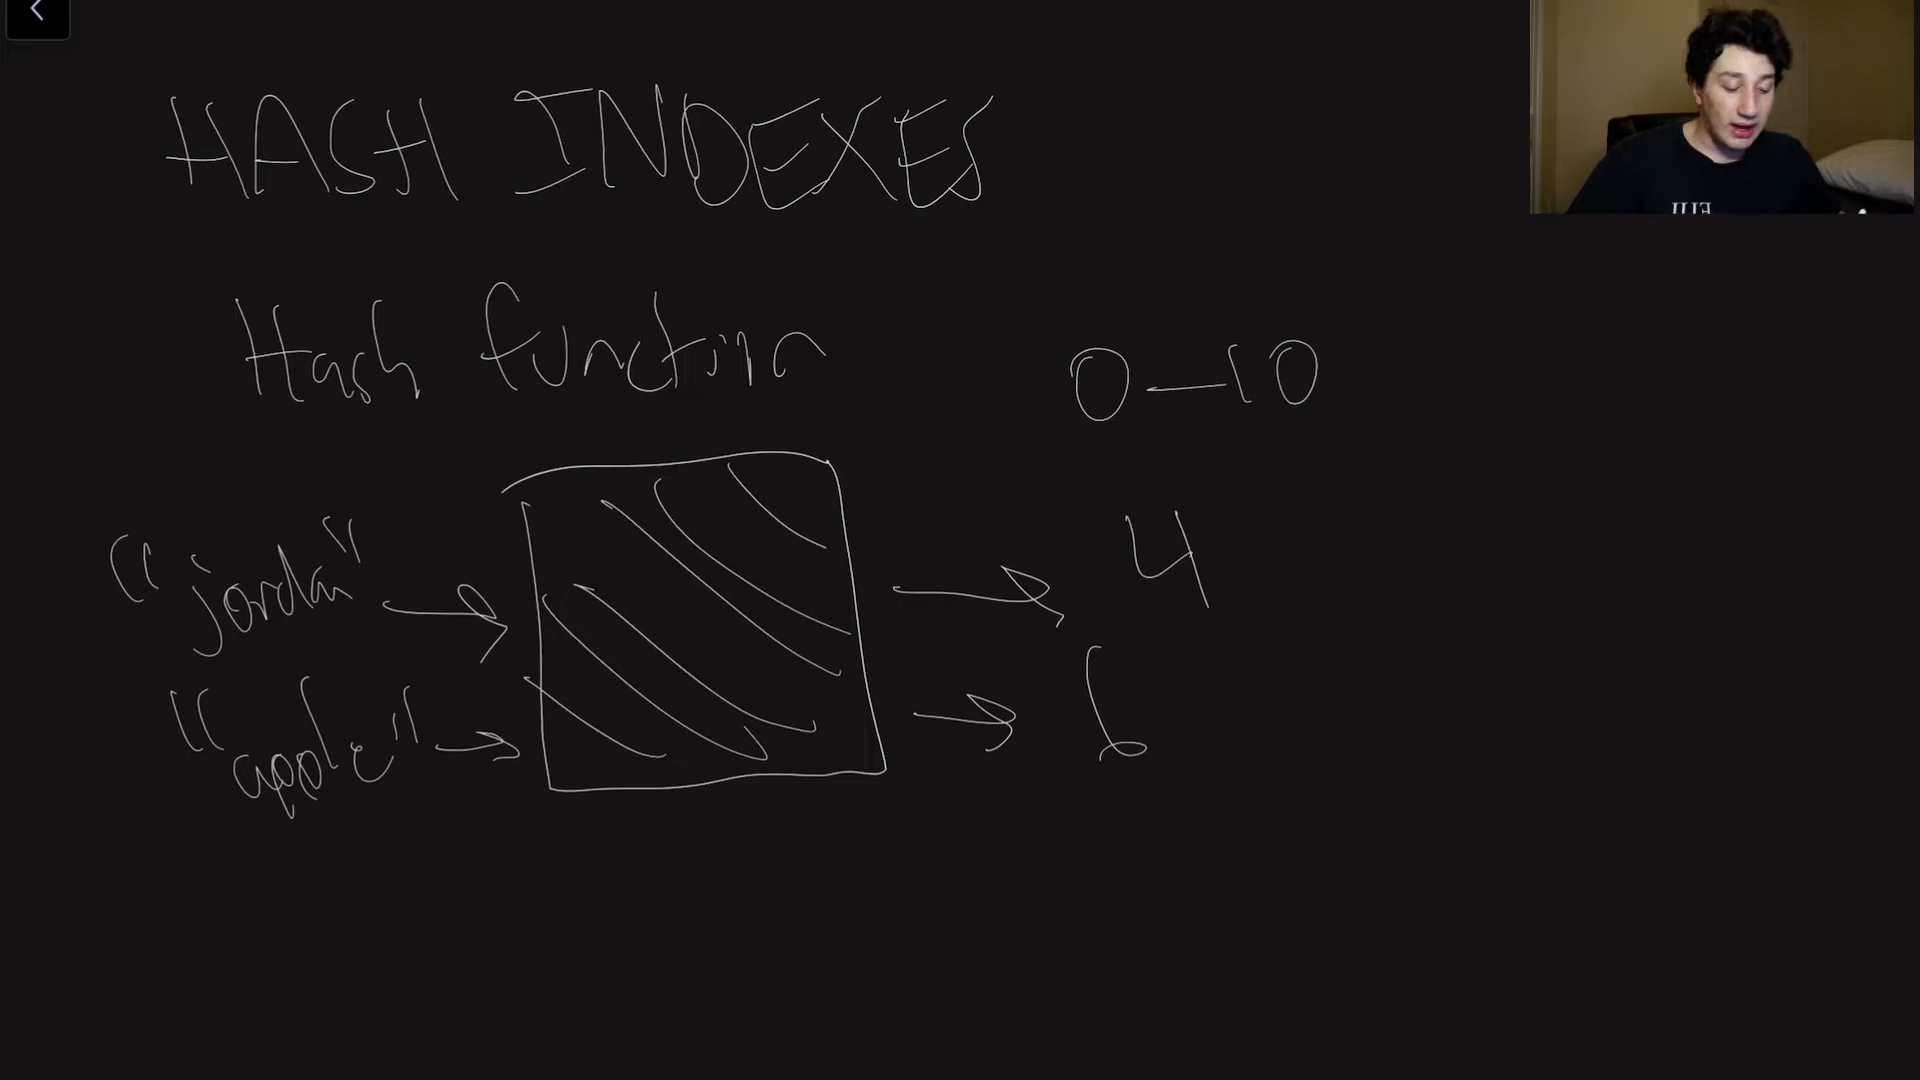 HASH INDEXES
Hash function
0-10
"jordan"
4
"apple"
6